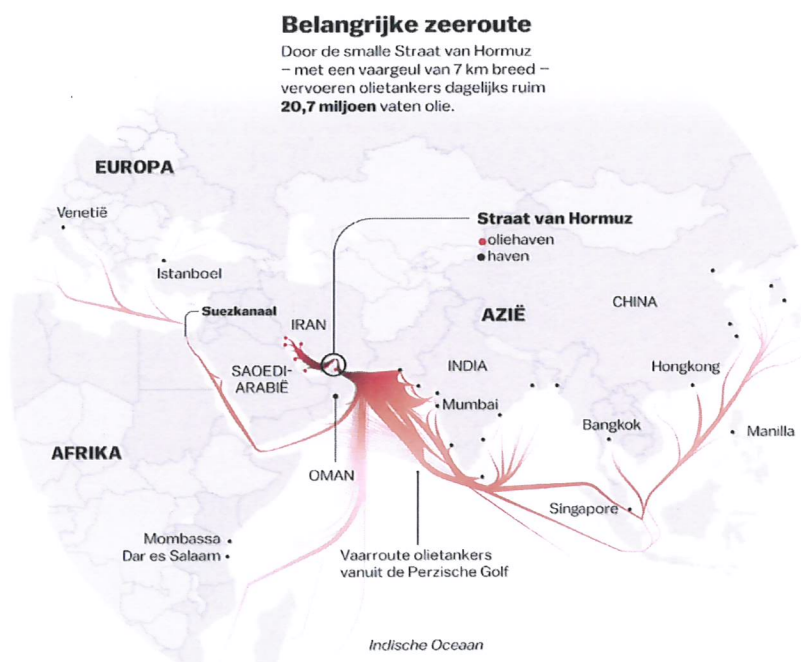 Belangrijke zeeroute
Door de smalle Straat van Hormuz
– met een vaargeul van 7 km breed –
vervoeren olietankers dagelijks ruim
20,7 miljoen vaten olie.
EUROPA
Venetië
Istanboel
Straat van Hormuz
oliehaven
haven
Suezkanaal
IRAN
AZIË
CHINA
SAOEDI-
ARABIË
INDIA
Hongkong
Mumbai
Bangkok
Manilla
AFRIKA
OMAN
Singapore
Mombassa
Dar es Salaam
Vaarroute olietankers
vanuit de Perzische Golf
Indische Oceaan